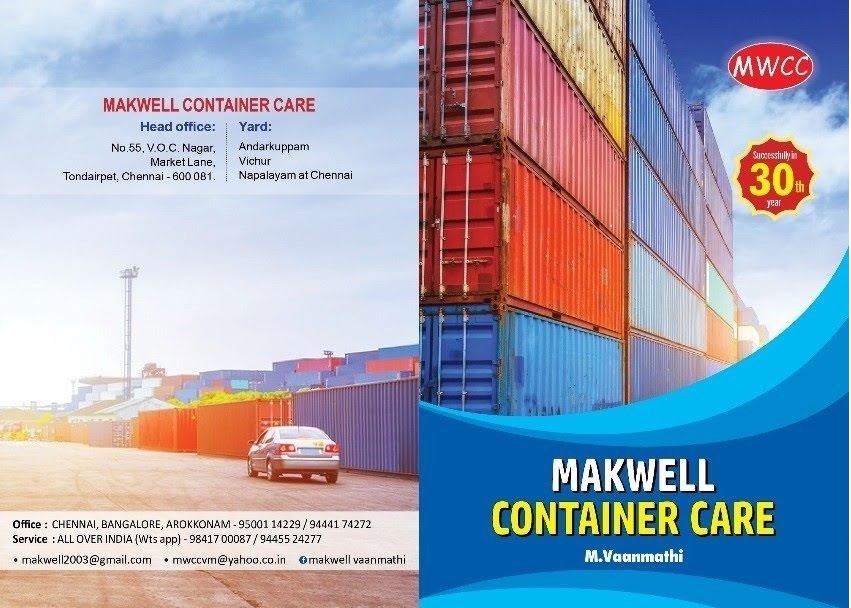 MAKWELL CONTAINER CARE
Head office:
No.55, V.O.C. Nagar,
Market Lane,
Tondairpet, Chennai - 600 081.
Yard:
Andarkuppam
Vichur
Napalayam at Chennai
Office : CHENNAI, BANGALORE, AROKKONAM - 95001 14229 / 94441 74272
Service : ALL OVER INDIA (Wts app) - 98417 00087 / 94455 24277
• makwell2003@gmail.com • mwccvm@yahoo.co.in f makwell vaanmathi
MWCC
Successfully in
30th
year
MAKWELL
CONTAINER CARE
M.Vaanmathi